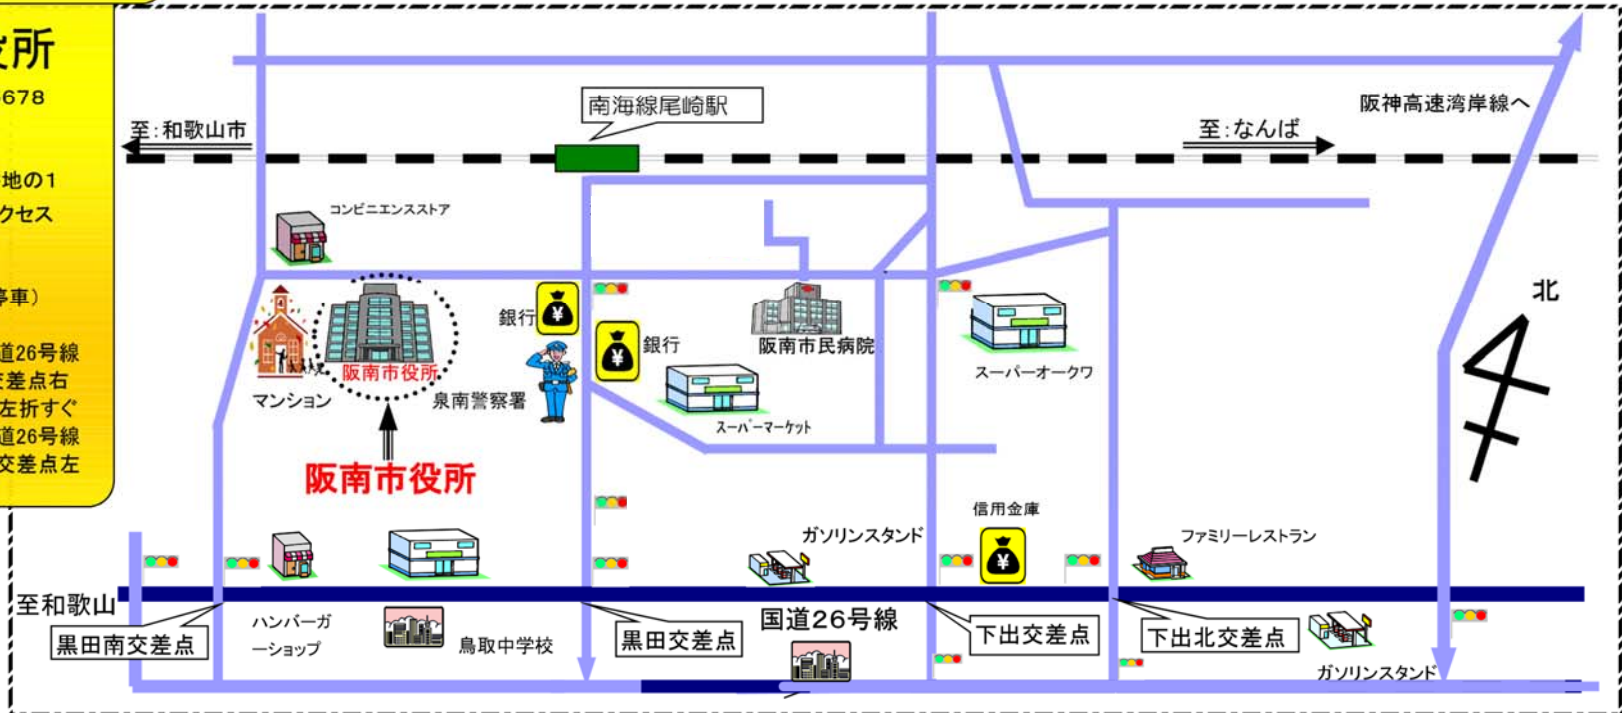 役所
678
地の1
クセス
停車）
道26号線
交差点右
左折すぐ
道26号線
交差点左
南海線尾崎駅
阪神高速湾岸線へ
至：和歌山市
至：なんば
コンビニエンスストア
北
銀行
銀行
阪南市民病院
阪南市役所
マンション
泉南警察署
スーパーオークワ
スーパーマーケット
阪南市役所
信用金庫
ガソリンスタンド
ファミリーレストラン
至和歌山
国道26号線
黒田南交差点
ハンバーガ
ーショップ
鳥取中学校
黒田交差点
下出交差点
下出北交差点
ガソリンスタンド